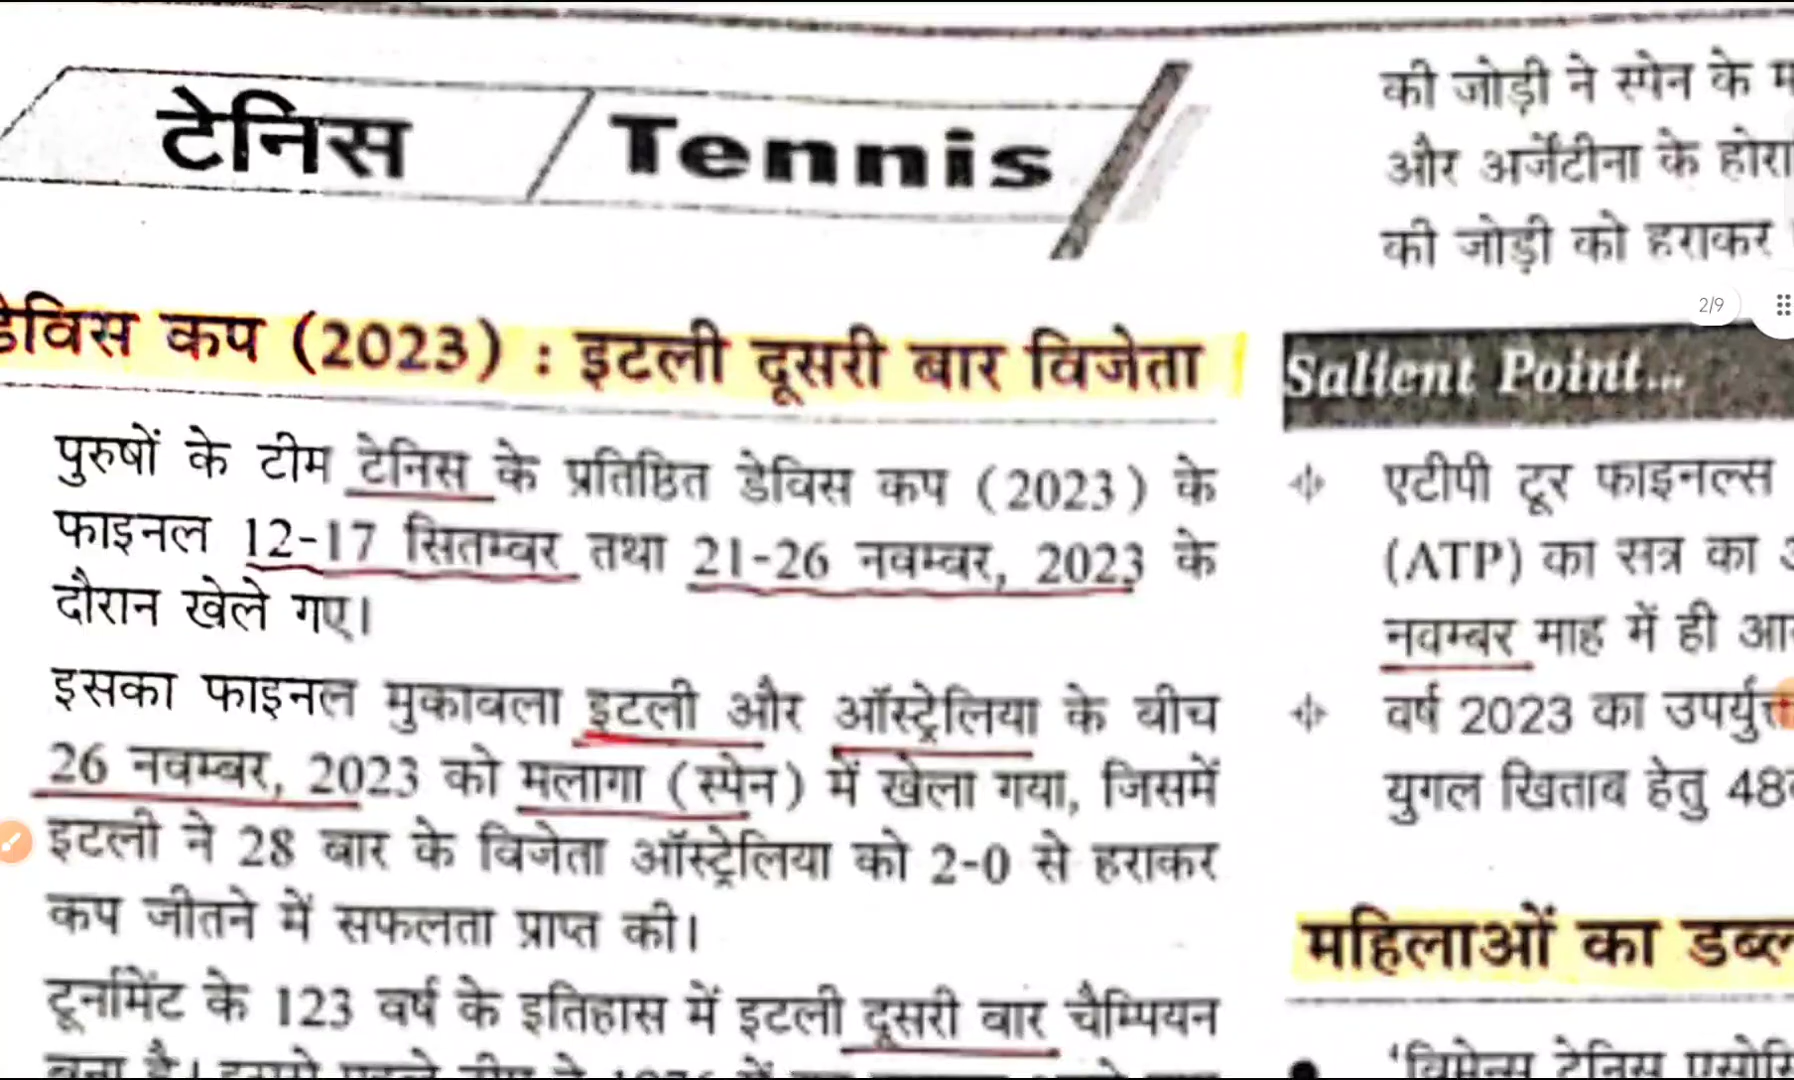 टेनिस Tennis
डेविस कप (2023) : इटली दूसरी बार विजेता
पुरुषों के टीम टेनिस के प्रतिष्ठित डेविस कप (2023) के
फाइनल 12-17 सितम्बर तथा 21-26 नवम्बर, 2023 के
दौरान खेले गए।
इसका फाइनल मुकाबला इटली और ऑस्ट्रेलिया के बीच
26 नवम्बर, 2023 को मलागा (स्पेन) में खेला गया, जिसमें
इटली ने 28 बार के विजेता ऑस्ट्रेलिया को 2-0 से हराकर
कप जीतने में सफलता प्राप्त की।
टूर्नामेंट के 123 वर्ष के इतिहास में इटली दूसरी बार चैम्पियन
की जोड़ी ने स्पेन के
और अर्जेंटीना के
की जोड़ी को हराकर
2/9
Salient Point...
एटीपी टूर फाइनल्स
(ATP) का सत्र का
नवम्बर माह में ही
वर्ष 2023 का
युगल खिताब हेतु
महिलाओं का